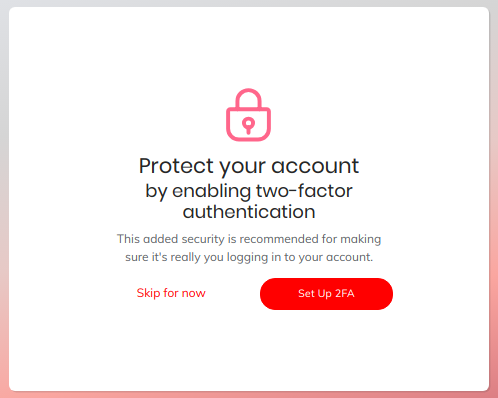 Protect your account
by enabling two-factor
authentication
This added security is recommended for making
sure it's really you logging in to your account.
Skip for now
Set Up 2FA